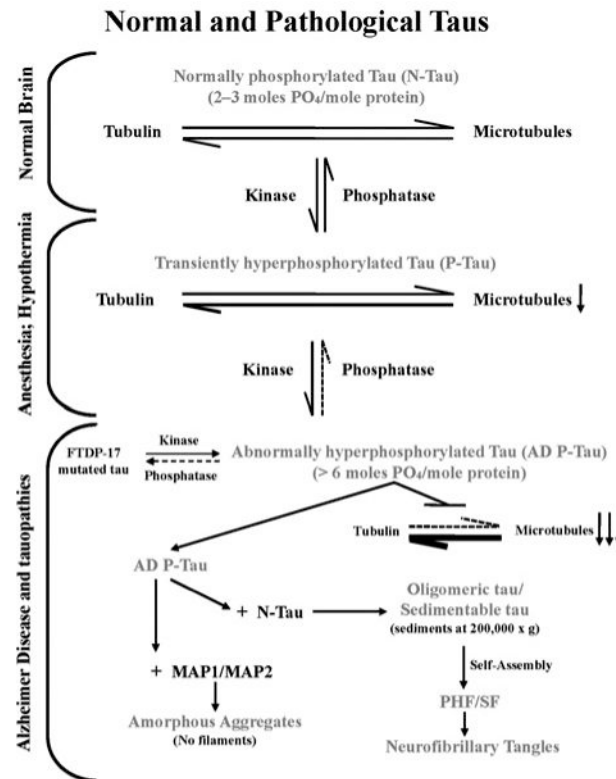 Normal and Pathological Taus
Normal Brain
Normally phosphorylated Tau (N-Tau)
(2–3 moles PO₄/mole protein)
Tubulin
Microtubules
Kinase
Phosphatase
Anesthesia; Hypothermia
Transiently hyperphosphorylated Tau (P-Tau)
Tubulin
Microtubules
Kinase
Phosphatase
Alzheimer Disease and tauopathies
FTDP-17
mutated tau
Kinase
Phosphatase
Abnormally hyperphosphorylated Tau (AD P-Tau)
(> 6 moles PO₄/mole protein)
Tubulin
Microtubules
AD P-Tau
+ N-Tau
Oligomeric tau/
Sedimentable tau
(sediments at 200,000 x g)
+ MAP1/MAP2
Self-Assembly
Amorphous Aggregates
(No filaments)
PHF/SF
Neurofibrillary Tangles